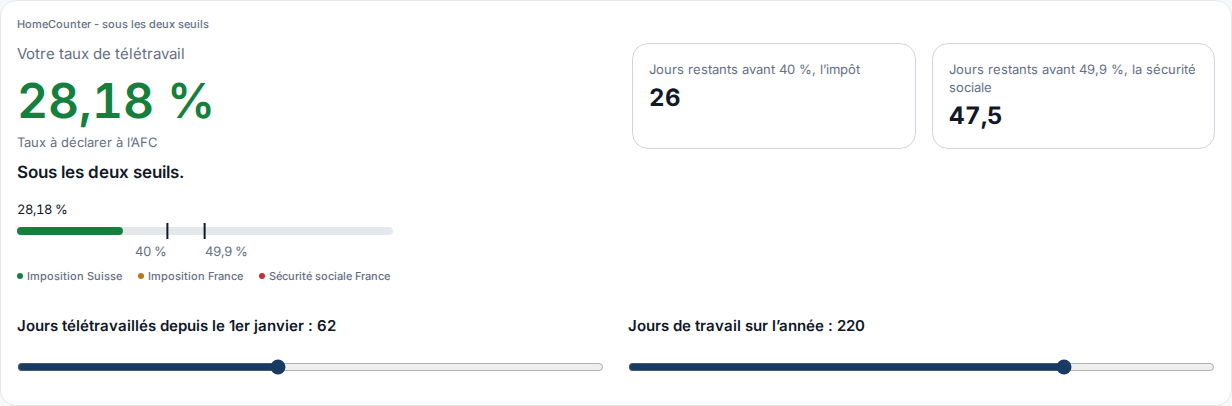 HomeCounter - sous les deux seuils
Votre taux de télétravail
28,18 %
Taux à déclarer à l’AFC
Sous les deux seuils.
Jours restants avant 40 %, l’impôt
26
Jours restants avant 49,9 %, la sécurité
sociale
47,5
28,18 %
40 %
49,9 %
Imposition Suisse
Imposition France
Sécurité sociale France
Jours télétravaillés depuis le 1er janvier : 62
Jours de travail sur l’année : 220